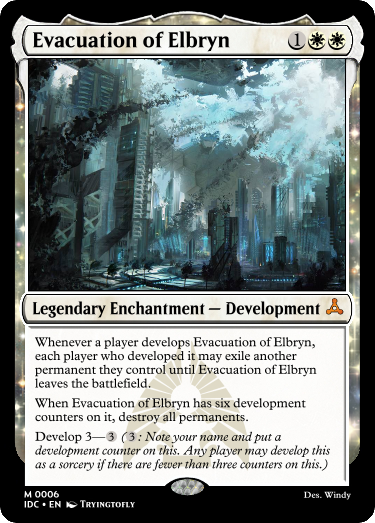 Evacuation of Elbryn 1
Legendary Enchantment — Development
Whenever a player develops Evacuation of Elbryn,
each player who developed it may exile another
permanent they control until Evacuation of Elbryn
leaves the battlefield.
When Evacuation of Elbryn has six development
counters on it, destroy all permanents.
Develop 3—3 (3: Note your name and put a
development counter on this. Any player may develop this
as a sorcery if there are fewer than three counters on this.)
M 0006
IDC • EN Tryingtofly
Des. Windy